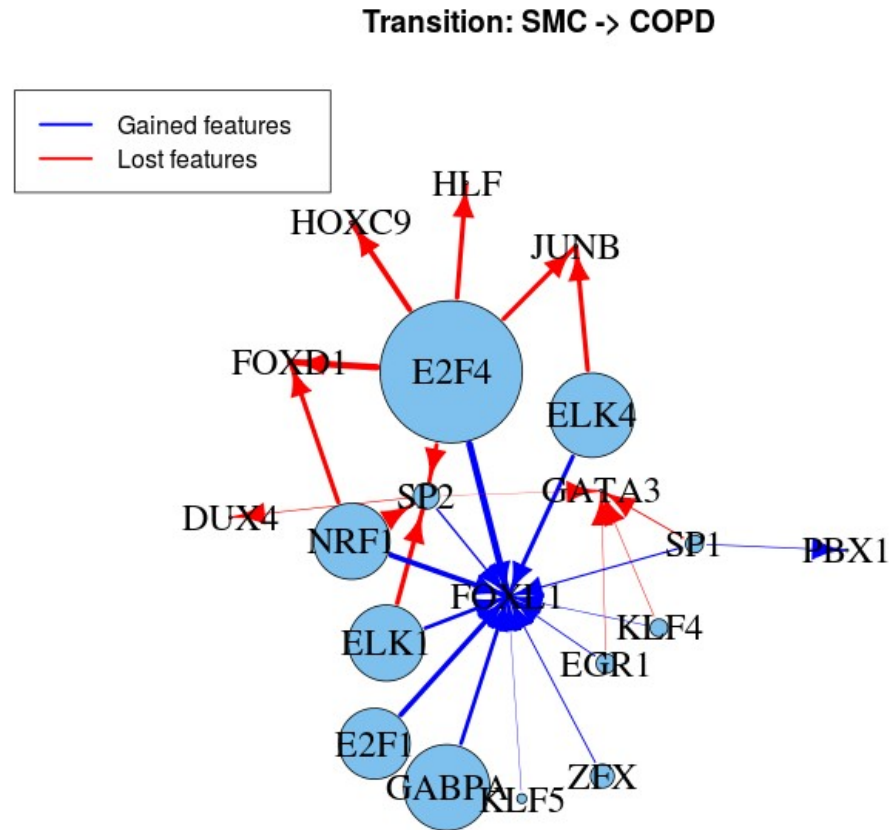 Transition: SMC -> COPD
Gained features
Lost features
HLF
HOXC9
JUNB
FOXD1
E2F4
ELK4
SP2
GATA3
DUX4
NRF1
SP1
PBX1
FOXL1
KLF4
ELK1
EGR1
E2F1
ZFX
GABPA
KLF5